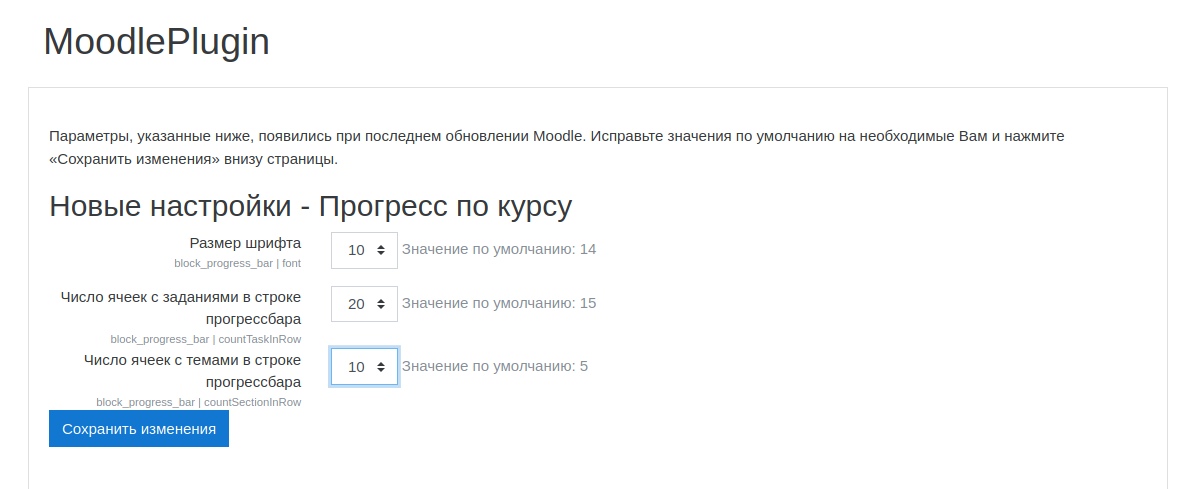 MoodlePlugin
Параметры, указанные ниже, появились при последнем обновлении Moodle. Исправьте значения по умолчанию на необходимые Вам и нажмите
«Сохранить изменения» внизу страницы.
Новые настройки - Прогресс по курсу
Размер шрифта 10 Значение по умолчанию: 14
block_progress_bar | font
Число ячеек с заданиями в строке 20 Значение по умолчанию: 15
прогрессбара
block_progress_bar | countTaskInRow
Число ячеек с темами в строке 10 Значение по умолчанию: 5
прогрессбара
block_progress_bar | countSectionInRow
Сохранить изменения